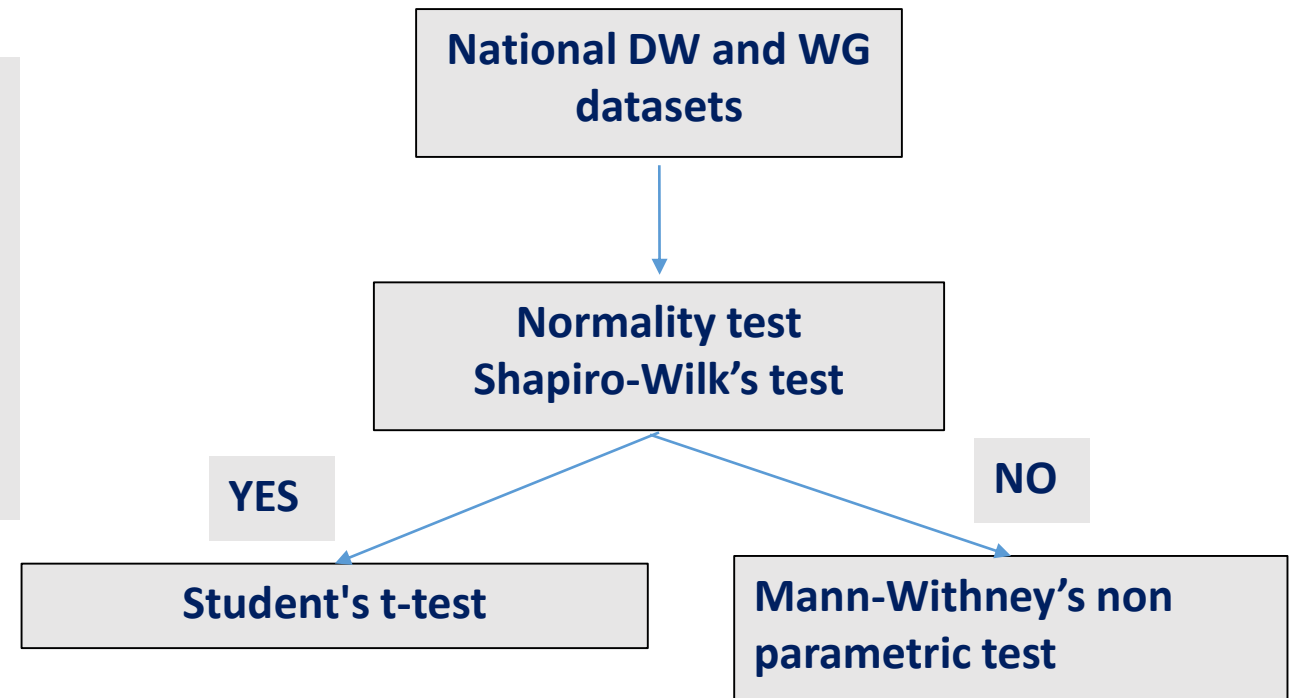 National DW and WG
datasets
Normality test
Shapiro-Wilk’s test
YES
NO
Student's t-test
Mann-Withney’s non
parametric test